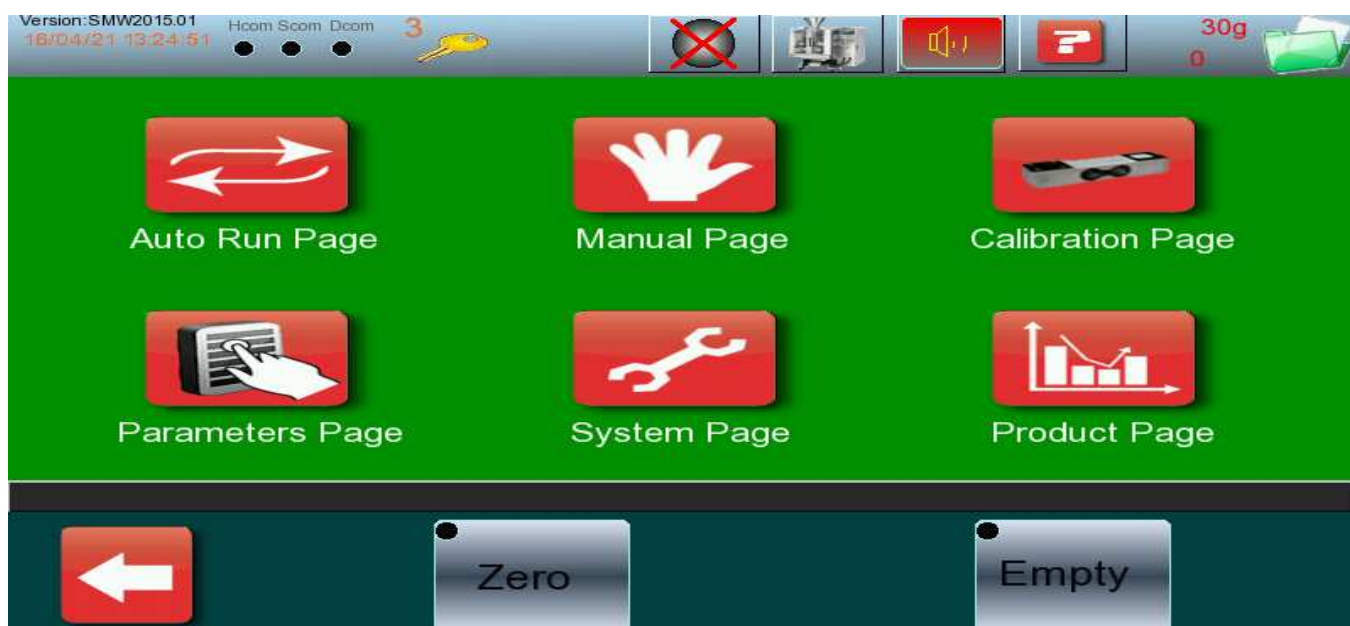 Version:SMW2015.01 Hcom Scom Dcom 3 30g
16/04/21 13:24:51 0
Auto Run Page Manual Page Calibration Page
Parameters Page System Page Product Page
Zero Empty